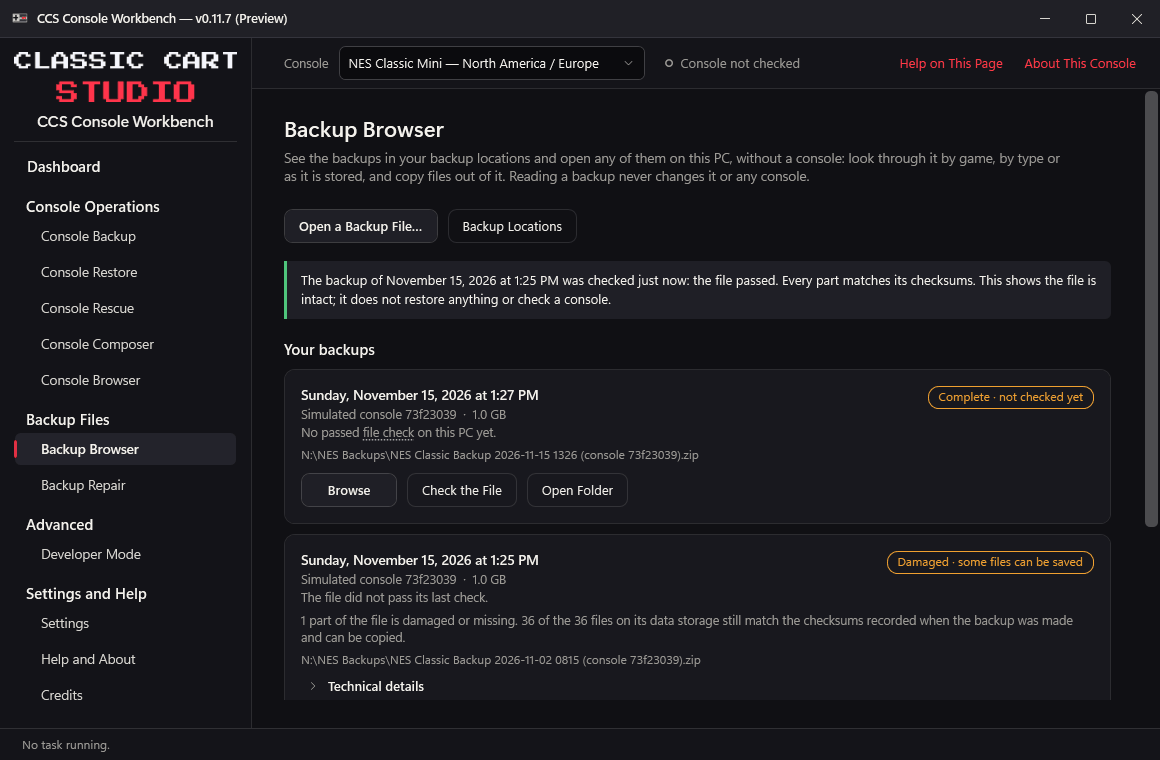 CCS Console Workbench — v0.11.7 (Preview)
CLASSIC CART
STUDIO
CCS Console Workbench
Dashboard
Console Operations
Console Backup
Console Restore
Console Rescue
Console Composer
Console Browser
Backup Files
Backup Browser
Backup Repair
Advanced
Developer Mode
Settings and Help
Settings
Help and About
Credits
Console
NES Classic Mini — North America / Europe
Console not checked
Help on This Page
About This Console
Backup Browser
See the backups in your backup locations and open any of them on this PC, without a console: look through it by game, by type or
as it is stored, and copy files out of it. Reading a backup never changes it or any console.
Open a Backup File...
Backup Locations
The backup of November 15, 2026 at 1:25 PM was checked just now: the file passed. Every part matches its checksums. This shows the file is
intact; it does not restore anything or check a console.
Your backups
Sunday, November 15, 2026 at 1:27 PM
Complete · not checked yet
Simulated console 73f23039 · 1.0 GB
No passed file check on this PC yet.
N:\NES Backups\NES Classic Backup 2026-11-15 1326 (console 73f23039).zip
Browse
Check the File
Open Folder
Sunday, November 15, 2026 at 1:25 PM
Damaged · some files can be saved
Simulated console 73f23039 · 1.0 GB
The file did not pass its last check.
1 part of the file is damaged or missing. 36 of the 36 files on its data storage still match the checksums recorded when the backup was made
and can be copied.
N:\NES Backups\NES Classic Backup 2026-11-02 0815 (console 73f23039).zip
Technical details
No task running.